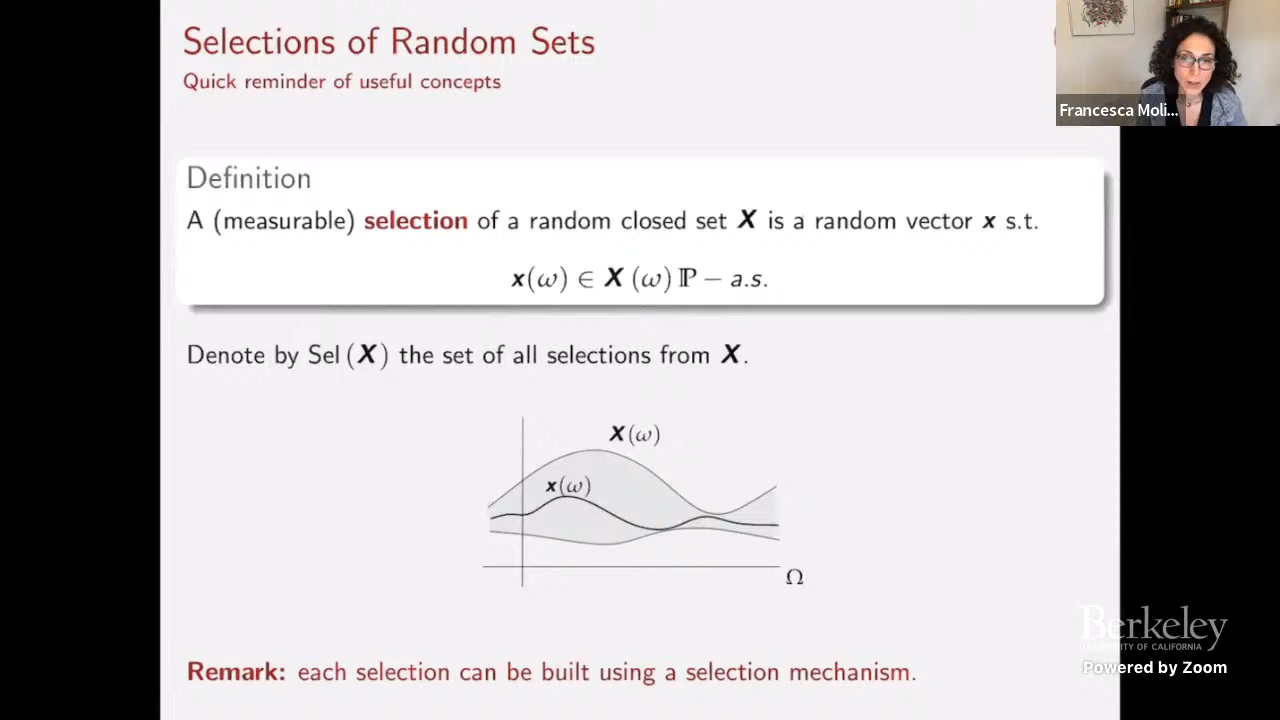 Selections of Random Sets
Quick reminder of useful concepts
Francesca Moli...
Definition
A (measurable) selection of a random closed set X is a random vector x s.t.
x(ω) ∈ X (ω) ℙ − a.s.
Denote by Sel (X) the set of all selections from X.
X(ω)
x(ω)
Ω
Berkeley
UNIVERSITY OF CALIFORNIA
Powered by Zoom
Remark: each selection can be built using a selection mechanism.